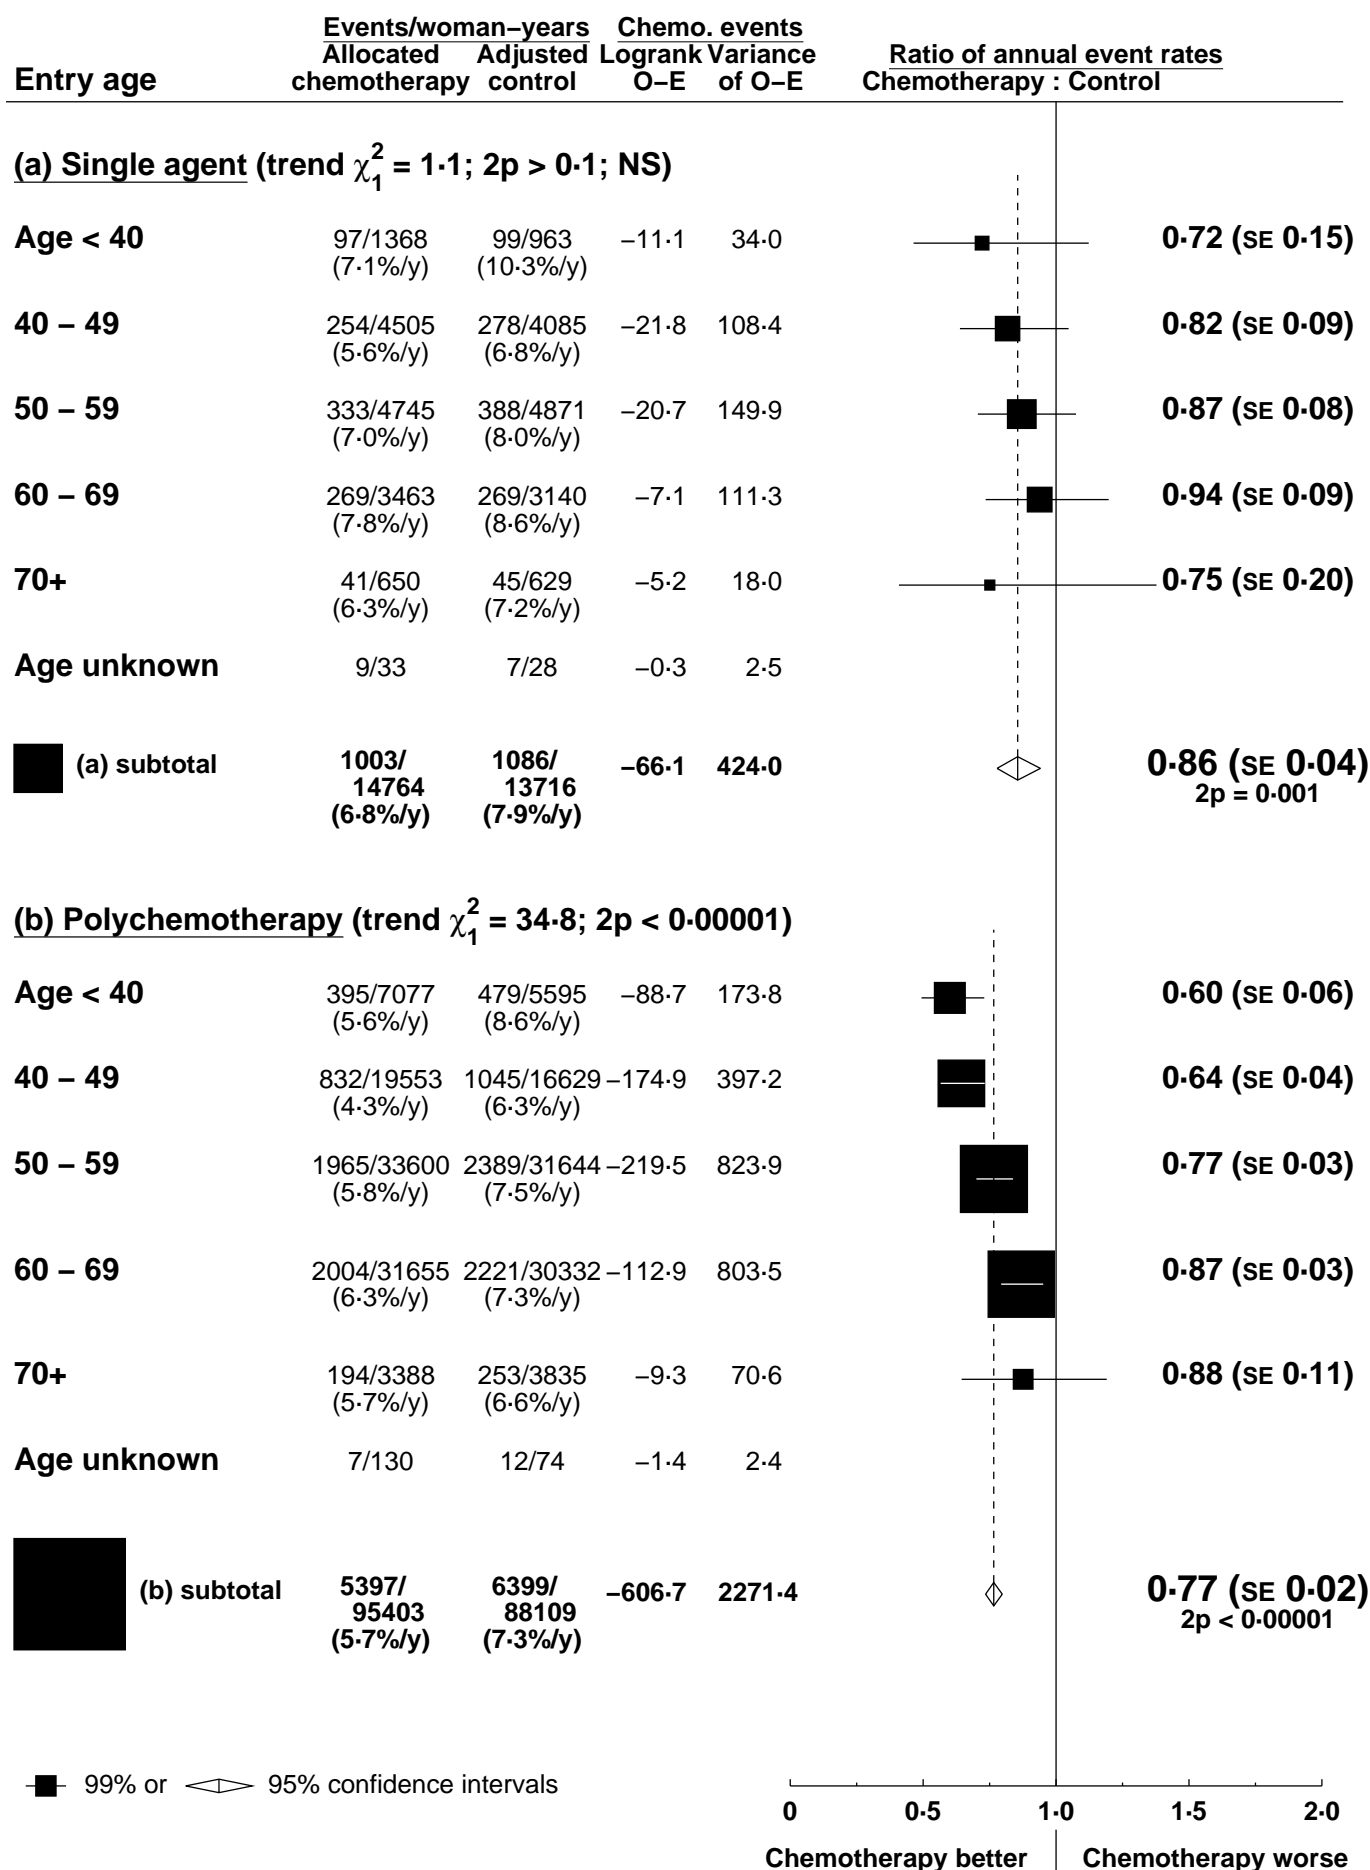 Events/woman–years Chemo. events
Allocated Adjusted Logrank Variance Ratio of annual event rates
Entry age chemotherapy control O–E of O–E Chemotherapy : Control
(a) Single agent (trend χ²₁ = 1·1; 2p > 0·1; NS)
Age < 40 97/1368 99/963 –11·1 34·0 0·72 (SE 0·15)
(7·1%/y) (10·3%/y)
40 – 49 254/4505 278/4085 –21·8 108·4 0·82 (SE 0·09)
(5·6%/y) (6·8%/y)
50 – 59 333/4745 388/4871 –20·7 149·9 0·87 (SE 0·08)
(7·0%/y) (8·0%/y)
60 – 69 269/3463 269/3140 –7·1 111·3 0·94 (SE 0·09)
(7·8%/y) (8·6%/y)
70+ 41/650 45/629 –5·2 18·0 0·75 (SE 0·20)
(6·3%/y) (7·2%/y)
Age unknown 9/33 7/28 –0·3 2·5
(a) subtotal 1003/ 1086/ –66·1 424·0 0·86 (SE 0·04)
14764 13716 2p = 0·001
(6·8%/y) (7·9%/y)
(b) Polychemotherapy (trend χ²₁ = 34·8; 2p < 0·00001)
Age < 40 395/7077 479/5595 –88·7 173·8 0·60 (SE 0·06)
(5·6%/y) (8·6%/y)
40 – 49 832/19553 1045/16629 –174·9 397·2 0·64 (SE 0·04)
(4·3%/y) (6·3%/y)
50 – 59 1965/33600 2389/31644 –219·5 823·9 0·77 (SE 0·03)
(5·8%/y) (7·5%/y)
60 – 69 2004/31655 2221/30332 –112·9 803·5 0·87 (SE 0·03)
(6·3%/y) (7·3%/y)
70+ 194/3388 253/3835 –9·3 70·6 0·88 (SE 0·11)
(5·7%/y) (6·6%/y)
Age unknown 7/130 12/74 –1·4 2·4
(b) subtotal 5397/ 6399/ –606·7 2271·4 0·77 (SE 0·02)
95403 88109 2p < 0·00001
(5·7%/y) (7·3%/y)
99% or 95% confidence intervals
0 0·5 1·0 1·5 2·0
Chemotherapy better Chemotherapy worse